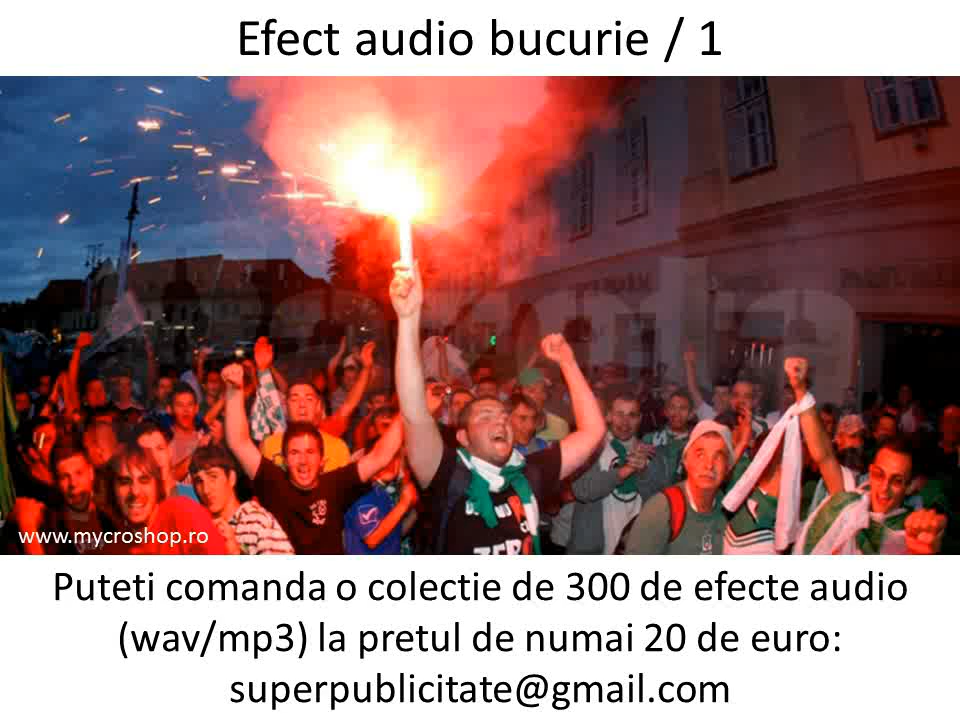 Efect audio bucurie / 1
www.mycroshop.ro
Puteti comanda o colectie de 300 de efecte audio
(wav/mp3) la pretul de numai 20 de euro:
superpublicitate@gmail.com